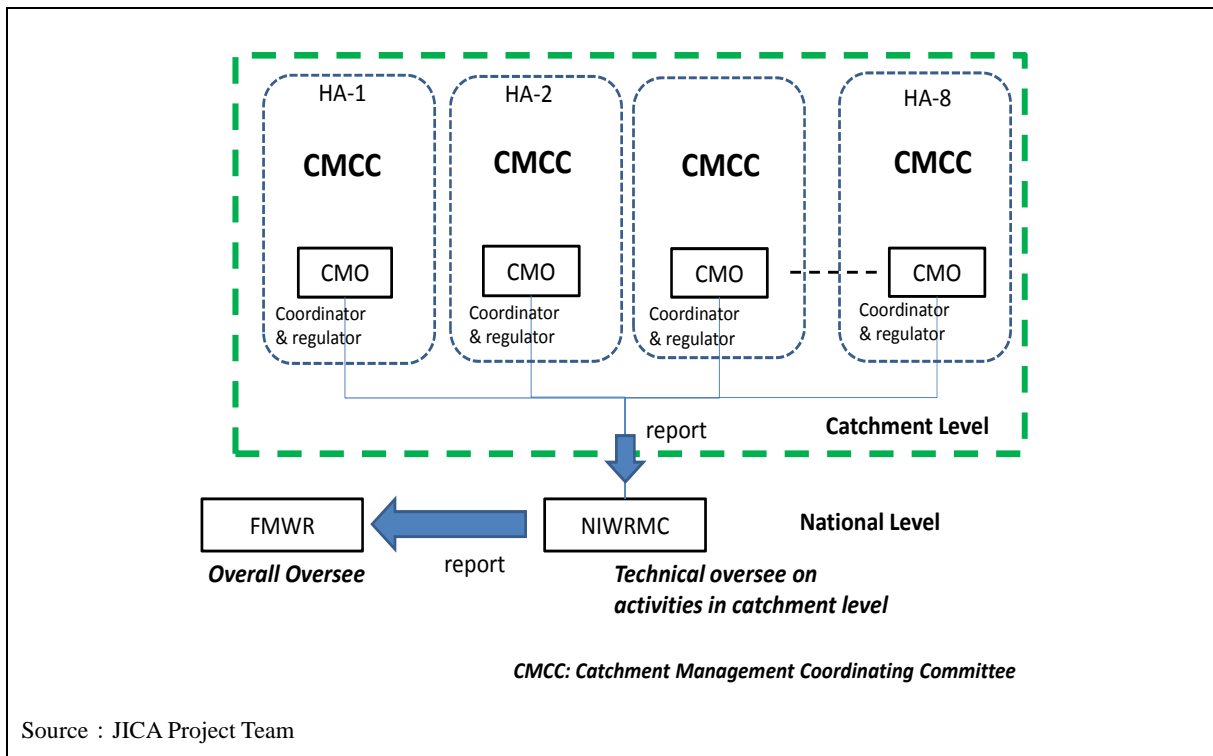 HA-1
HA-2
HA-8
CMCC
CMCC
CMCC
CMCC
CMO
CMO
CMO
CMO
Coordinator
& regulator
Coordinator
& regulator
Coordinator
& regulator
Coordinator
& regulator
report
Catchment Level
FMWR
NIWRMC
National Level
Overall Oversee
report
Technical oversee on
activities in catchment level
CMCC: Catchment Management Coordinating Committee
Source : JICA Project Team